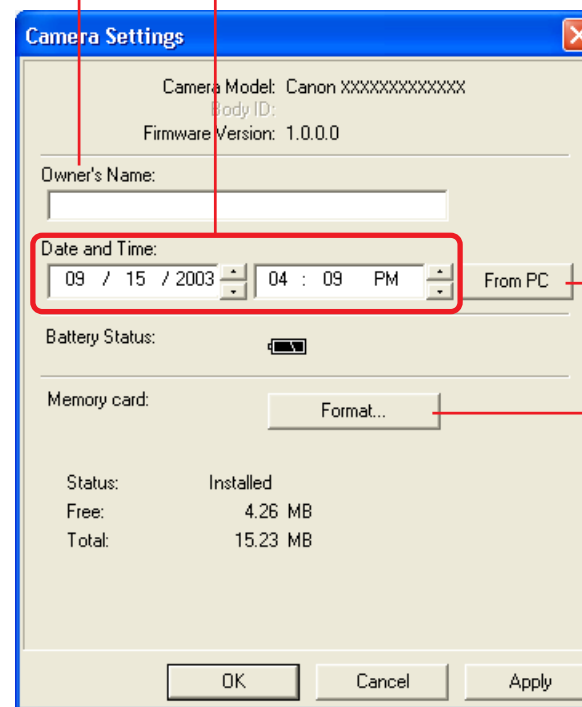 Camera Settings
Camera Model: Canon XXXXXXXXXXXXX
Body ID:
Firmware Version: 1.0.0.0
Owner's Name:
Date and Time:
09 / 15 / 2003 04 : 09 PM From PC
Battery Status:
Memory card: Format...
Status: Installed
Free: 4.26 MB
Total: 15.23 MB
OK Cancel Apply